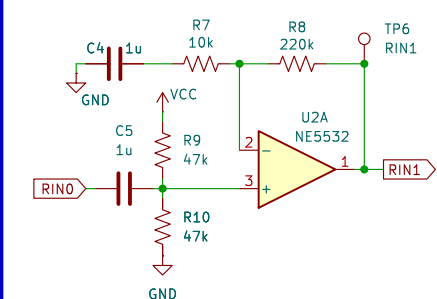 R7
10k
R8
220k
TP6
RIN1
C4 1u
GND
VCC
U2A
NE5532
C5
1u
R9
47k
2
−
1
RIN1
3
+
RIN0
R10
47k
GND